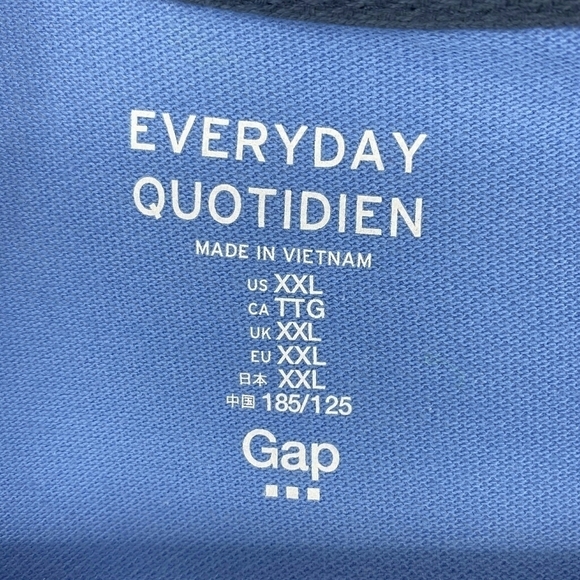 EVERYDAY
QUOTIDIEN
MADE IN VIETNAM
US XXL
CA TTG
UK XXL
EU XXL
日本 XXL
中国 185/125
Gap